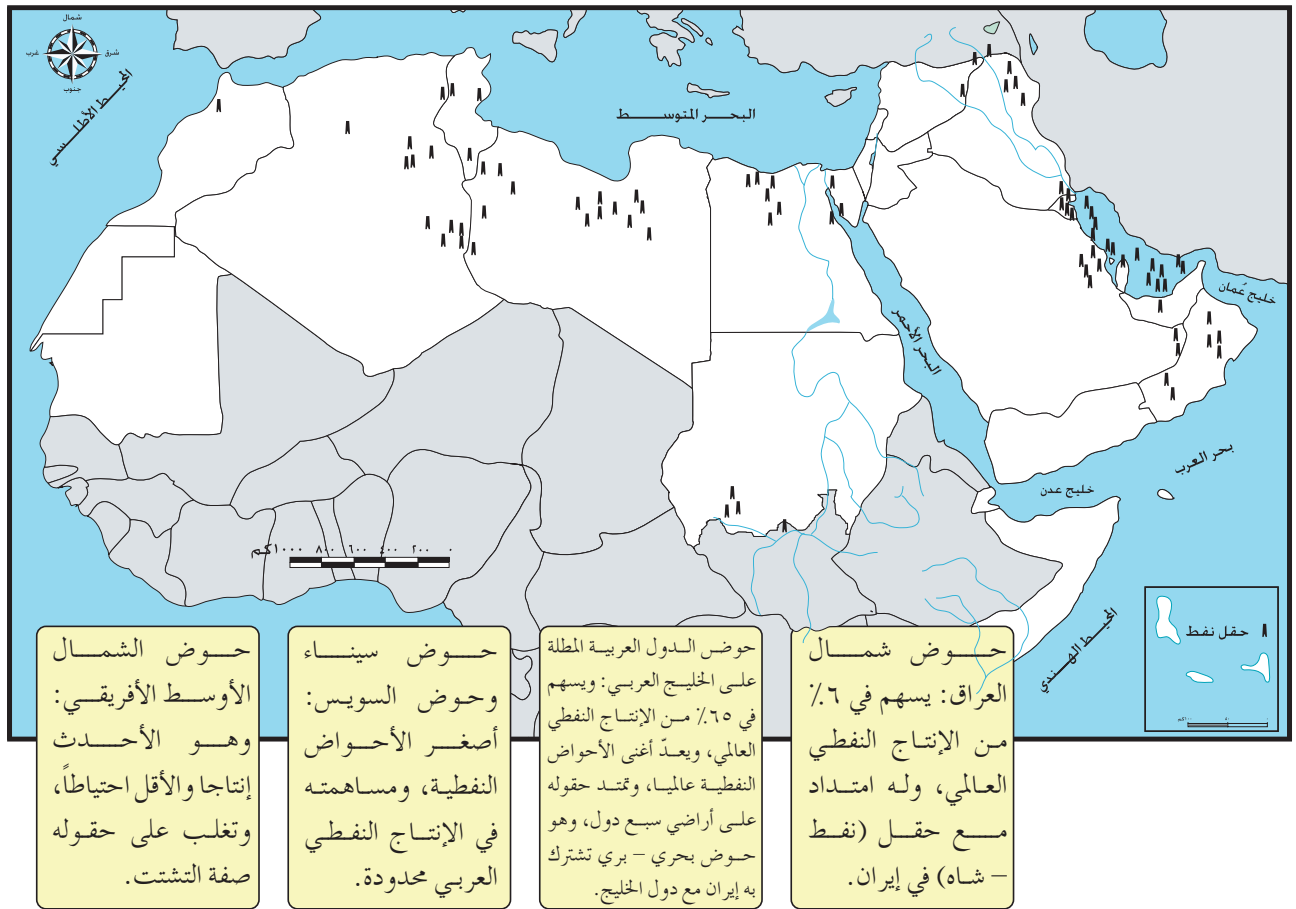 شمال
شرق
غرب
جنوب
المحيط الأطلسي
البحر المتوسط
خليج عُمان
البحر الأحمر
بحر العرب
خليج عدن
المحيط الهندي
٠ ٢٠٠ ٤٠٠ ٦٠٠ ٨٠٠ ١٠٠٠كم
حقل نفط
حوض شمال
العراق: يسهم في ٦٪
من الإنتاج النفطي
العالمي، وله امتداد
مع حقل (نفط
– شاه) في إيران.
حوض الدول العربية المطلة
على الخليج العربي: ويسهم
في ٦٥٪ من الإنتاج النفطي
العالمي، ويعدّ أغنى الأحواض
النفطية عالميا، وتمتد حقوله
على أراضي سبع دول، وهو
حوض بحري – بري تشترك
به إيران مع دول الخليج.
حوض سيناء
وحوض السويس:
أصغر الأحواض
النفطية، ومساهمته
في الإنتاج النفطي
العربي محدودة.
حوض الشمال
الأوسط الأفريقي:
وهو الأحدث
إنتاجا والأقل احتياطاً،
وتغلب على حقوله
صفة التشتت.